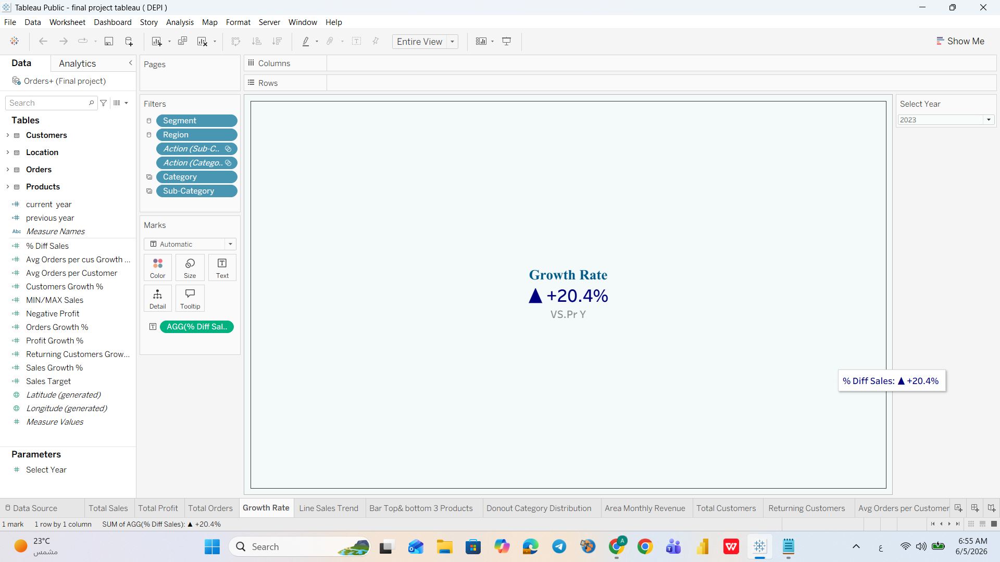 Tableau Public - final project tableau ( DEPI )
File Data Worksheet Dashboard Story Analysis Map Format Server Window Help
Entire View
Show Me
Data Analytics
Orders+ (Final project)
Search
Tables
Customers
Location
Orders
Products
current year
previous year
Abc Measure Names
% Diff Sales
Avg Orders per cus Growth ...
Avg Orders per Customer
Customers Growth %
MIN/MAX Sales
Negative Profit
Orders Growth %
Profit Growth %
Returning Customers Grow...
Sales Growth %
Sales Target
Latitude (generated)
Longitude (generated)
Measure Values
Parameters
Select Year
Pages
Filters
Segment
Region
Action (Sub-C..
Action (Catego..
Category
Sub-Category
Marks
Automatic
Color Size Text
Detail Tooltip
AGG(% Diff Sal..
Columns
Rows
Growth Rate
▲ +20.4%
VS.Pr Y
% Diff Sales: ▲ +20.4%
Select Year
2023
Data Source Total Sales Total Profit Total Orders Growth Rate Line Sales Trend Bar Top& bottom 3 Products Donout Category Distribution Area Monthly Revenue Total Customers Returning Customers Avg Orders per Customer
1 mark 1 row by 1 column SUM of AGG(% Diff Sales): ▲ +20.4%
23°C
مشمس
Search
A
W
ع
6:55 AM
6/5/2026